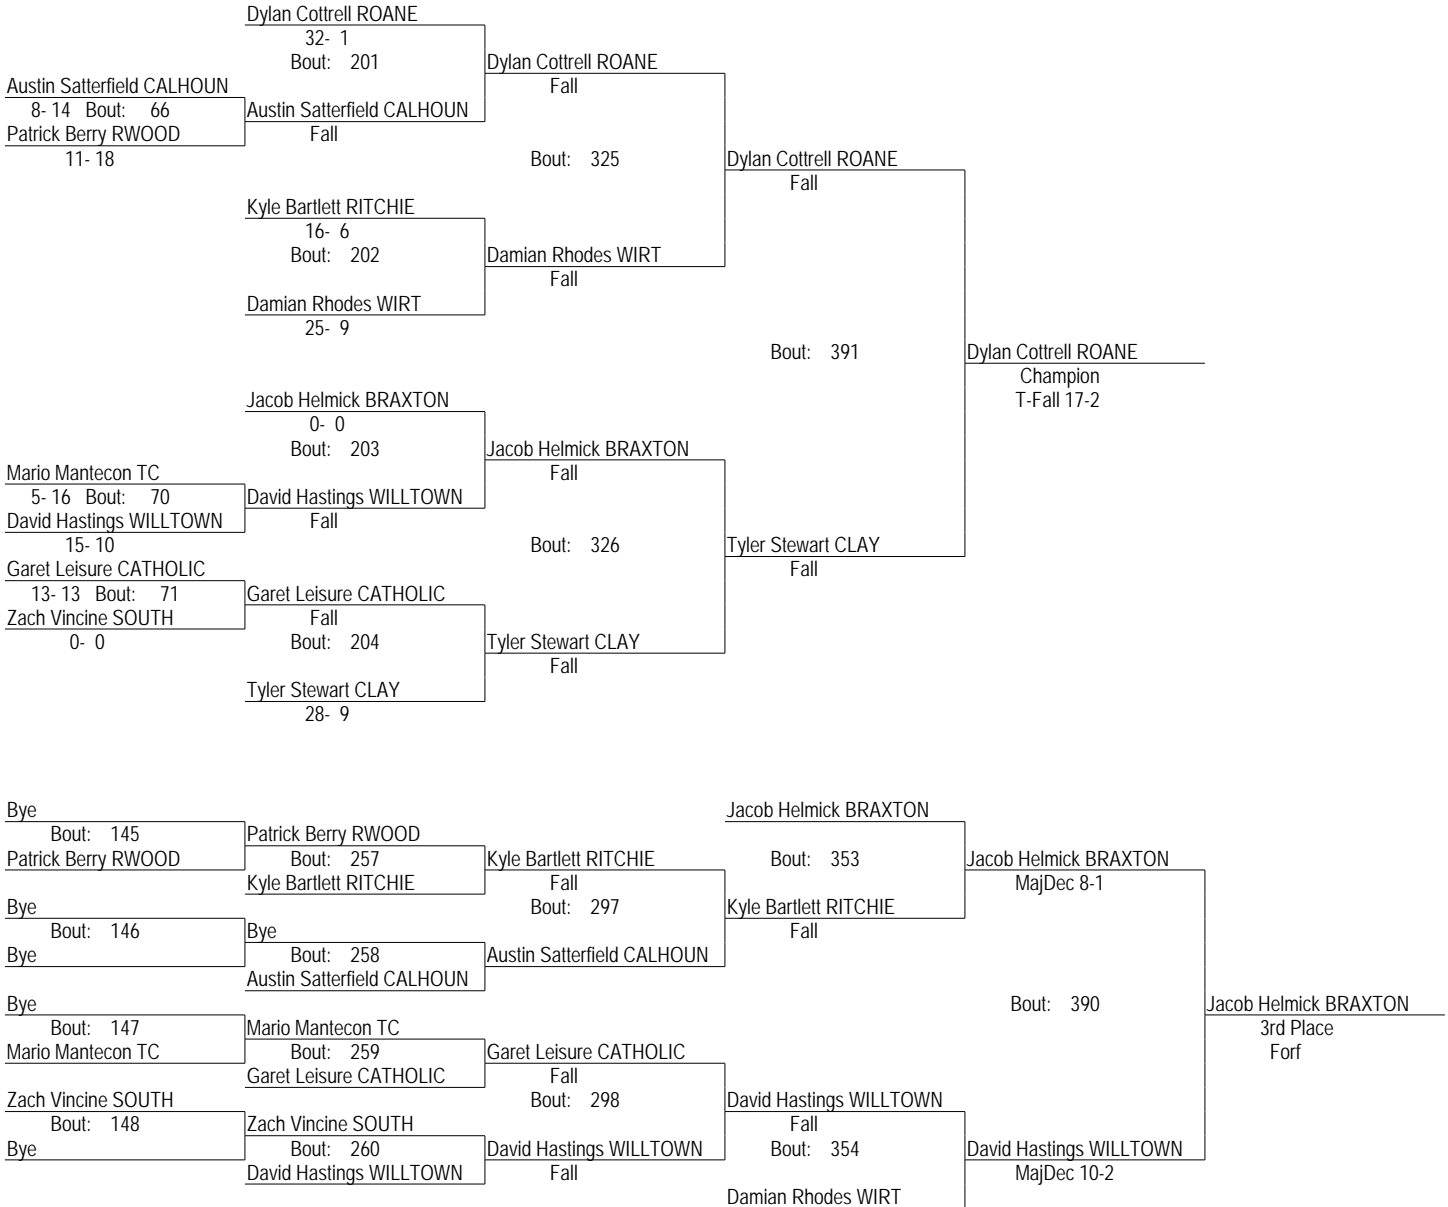 Dylan Cottrell ROANE
32- 1
Bout: 201
Dylan Cottrell ROANE
Fall
Austin Satterfield CALHOUN
8- 14 Bout: 66
Austin Satterfield CALHOUN
Patrick Berry RWOOD
Fall
11- 18
Bout: 325
Dylan Cottrell ROANE
Fall
Kyle Bartlett RITCHIE
16- 6
Bout: 202
Damian Rhodes WIRT
Fall
Damian Rhodes WIRT
25- 9
Bout: 391
Dylan Cottrell ROANE
Champion
T-Fall 17-2
Jacob Helmick BRAXTON
0- 0
Bout: 203
Jacob Helmick BRAXTON
Fall
Mario Mantecon TC
5- 16 Bout: 70
David Hastings WILLTOWN
David Hastings WILLTOWN
Fall
15- 10
Bout: 326
Tyler Stewart CLAY
Fall
Garet Leisure CATHOLIC
13- 13 Bout: 71
Garet Leisure CATHOLIC
Zach Vincine SOUTH
Fall
0- 0
Bout: 204
Tyler Stewart CLAY
Fall
Tyler Stewart CLAY
28- 9
Bye
Jacob Helmick BRAXTON
Bout: 145
Patrick Berry RWOOD
Patrick Berry RWOOD
Bout: 257
Kyle Bartlett RITCHIE
Bout: 353
Jacob Helmick BRAXTON
Kyle Bartlett RITCHIE
Fall
MajDec 8-1
Bye
Bout: 297
Kyle Bartlett RITCHIE
Bout: 146
Bye
Fall
Bye
Bout: 258
Austin Satterfield CALHOUN
Austin Satterfield CALHOUN
Bye
Bout: 390
Jacob Helmick BRAXTON
Bout: 147
Mario Mantecon TC
3rd Place
Mario Mantecon TC
Bout: 259
Garet Leisure CATHOLIC
Forf
Garet Leisure CATHOLIC
Fall
Zach Vincine SOUTH
Bout: 298
David Hastings WILLTOWN
Bout: 148
Zach Vincine SOUTH
Fall
Bye
Bout: 260
David Hastings WILLTOWN
Bout: 354
David Hastings WILLTOWN
David Hastings WILLTOWN
Fall
MajDec 10-2
Damian Rhodes WIRT